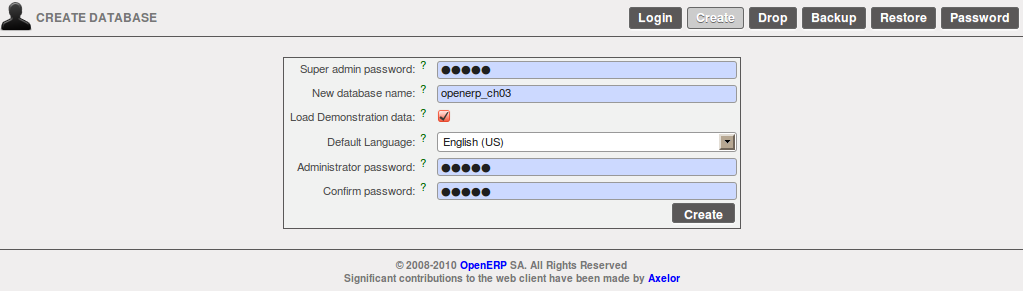 CREATE DATABASE
Login Create Drop Backup Restore Password
Super admin password: ? ●●●●●
New database name: ? openerp_ch03
Load Demonstration data: ?
Default Language: ? English (US)
Administrator password: ? ●●●●●
Confirm password: ? ●●●●●
Create
© 2008-2010 OpenERP SA. All Rights Reserved
Significant contributions to the web client have been made by Axelor